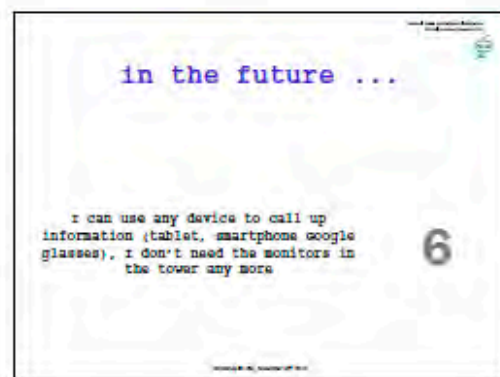 in the future ...
I can use any device to call up
information (tablet, smartphone Google
glasses), I don't need the monitors in
the tower any more
6